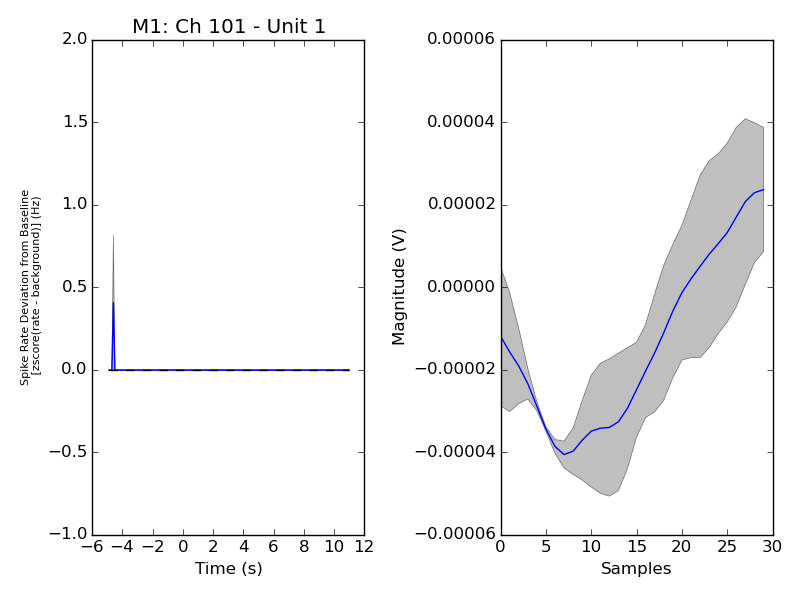 M1: Ch 101 - Unit 1
2.0
1.5
1.0
0.5
0.0
−0.5
−1.0
−6 −4 −2 0 2 4 6 8 10 12
Time (s)
Spike Rate Deviation from Baseline
[zscore(rate - background)] (Hz)
0.00006
0.00004
0.00002
0.00000
−0.00002
−0.00004
−0.00006
0 5 10 15 20 25 30
Samples
Magnitude (V)